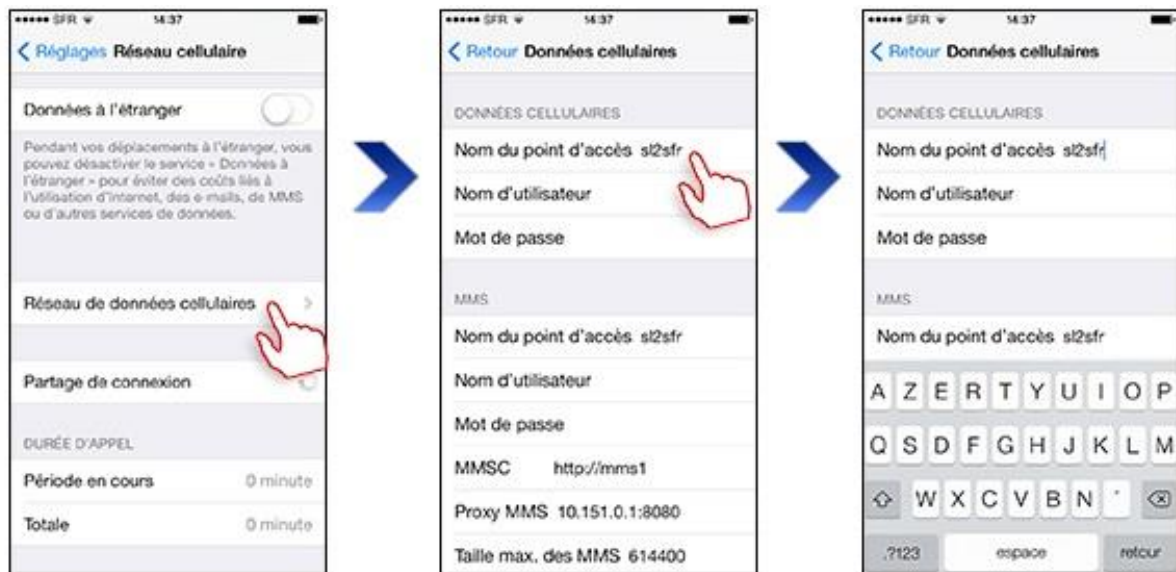 SFR 14:37
Réglages Réseau cellulaire
Données à l'étranger
Pendant vos déplacements à l'étranger, vous
pouvez désactiver le service « Données à
l'étranger » pour éviter des coûts liés à
l'utilisation d'Internet, des e-mails, de MMS
ou d'autres services de données.
Réseau de données cellulaires
Partage de connexion
DURÉE D'APPEL
Période en cours 0 minute
Totale 0 minute
SFR 14:37
Retour Données cellulaires
DONNÉES CELLULAIRES
Nom du point d'accès sl2sfr
Nom d'utilisateur
Mot de passe
MMS
Nom du point d'accès sl2sfr
Nom d'utilisateur
Mot de passe
MMSC http://mms1
Proxy MMS 10.151.0.1:8080
Taille max. des MMS 614400
SFR 14:37
Retour Données cellulaires
DONNÉES CELLULAIRES
Nom du point d'accès sl2sfr
Nom d'utilisateur
Mot de passe
MMS
Nom du point d'accès sl2sfr
A Z E R T Y U I O P
Q S D F G H J K L M
W X C V B N '
.?123 espace retour